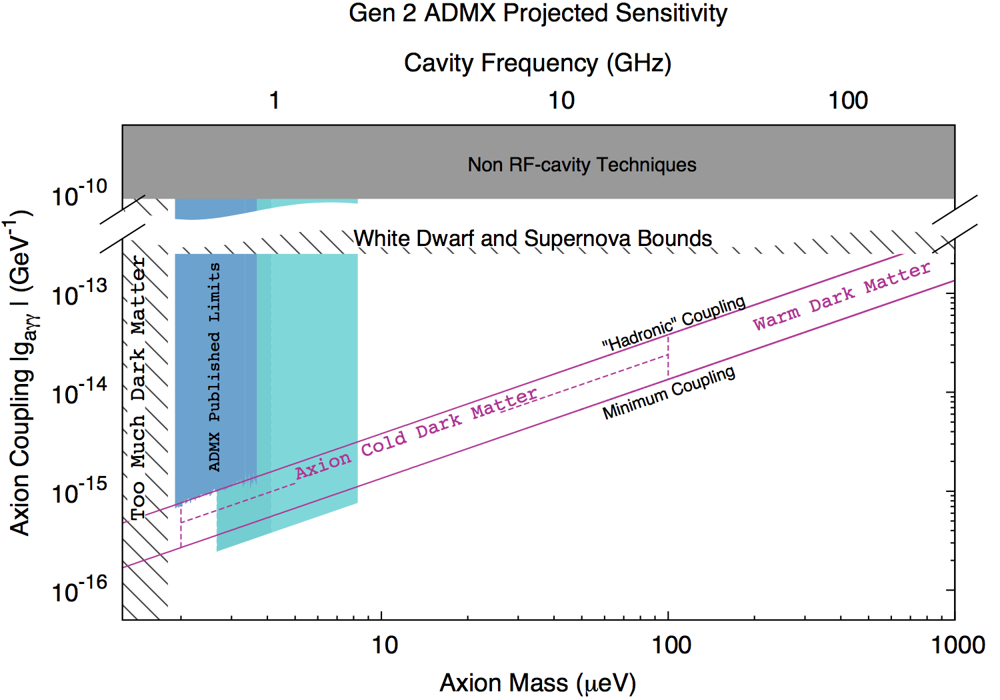 Gen 2 ADMX Projected Sensitivity
Cavity Frequency (GHz)
1 10 100
Non RF-cavity Techniques
10^-10
White Dwarf and Supernova Bounds
10^-13
10^-14
10^-15
10^-16
Axion Coupling |g_aγγ | (GeV^-1)
Too Much Dark Matter
ADMX Published Limits
"Hadronic" Coupling
Warm Dark Matter
Axion Cold Dark Matter
Minimum Coupling
10 100 1000
Axion Mass (μeV)